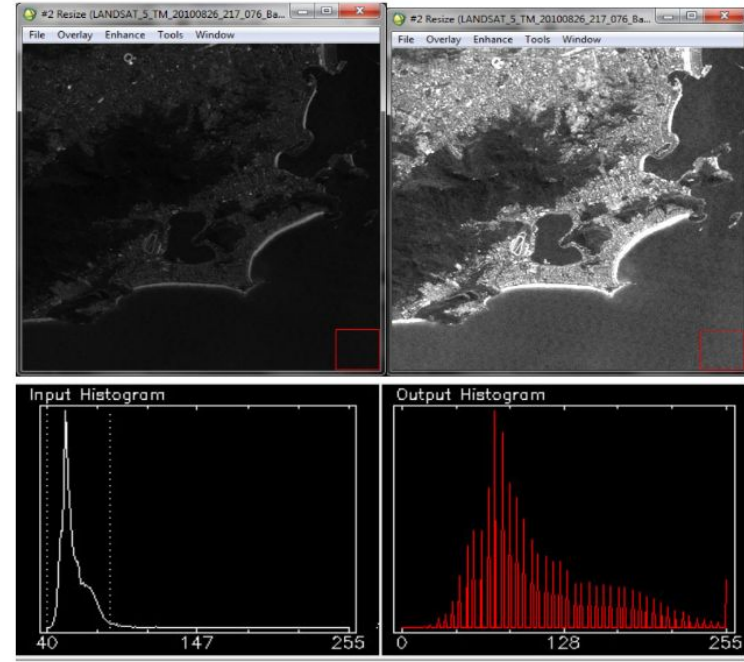 #2 Resize (LANDSAT_5_TM_20100826_217_076_Ba...
File Overlay Enhance Tools Window
#2 Resize (LANDSAT_5_TM_20100826_217_076_Ba...
File Overlay Enhance Tools Window
Input Histogram
40 147 255
Output Histogram
0 128 255